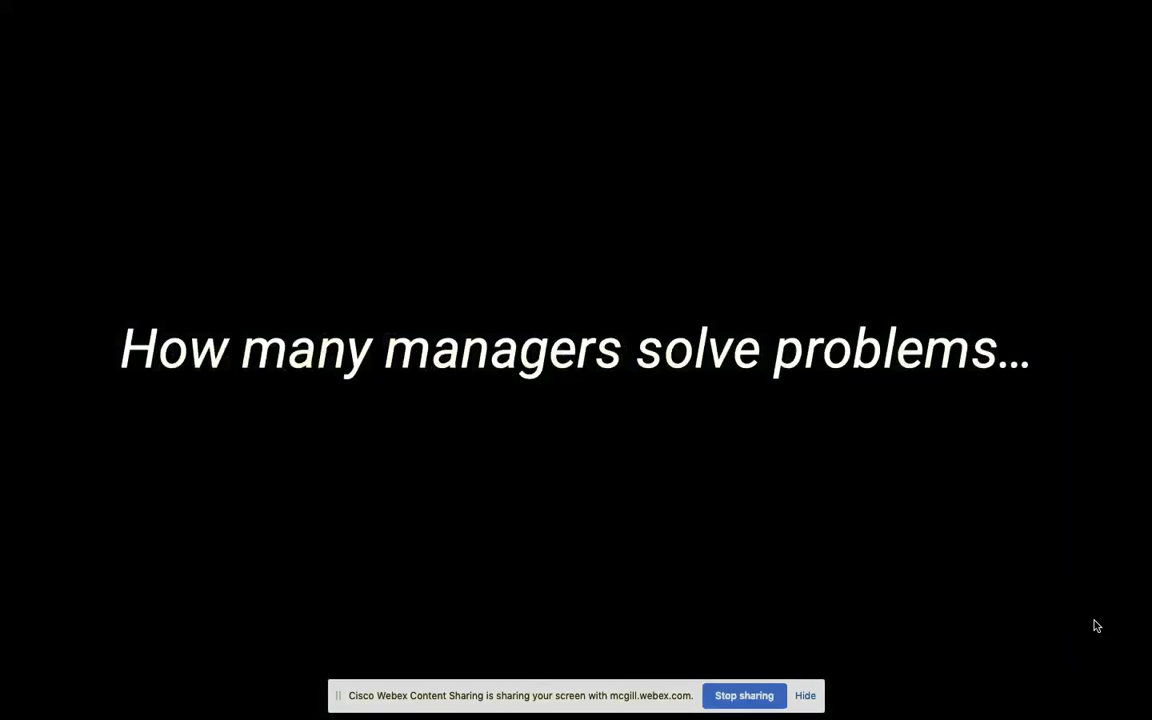 How many managers solve problems...
Cisco Webex Content Sharing is sharing your screen with mcgill.webex.com. Stop sharing Hide